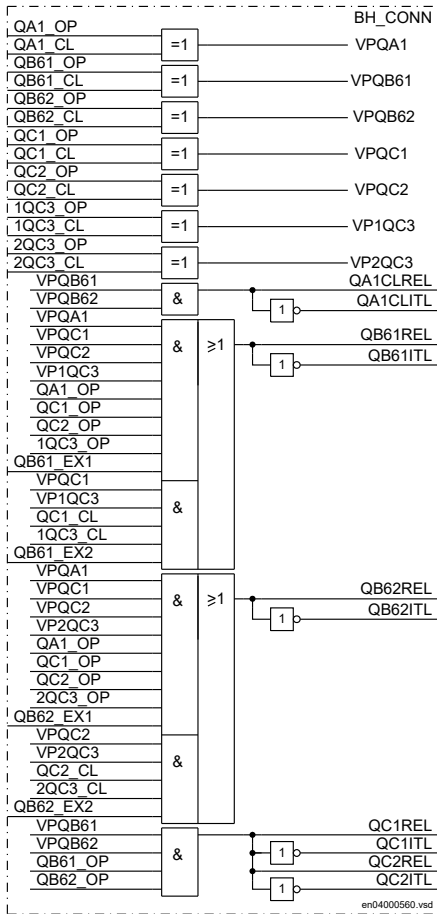 BH_CONN
QA1_OP
QA1_CL
=1
VPQA1
QB61_OP
QB61_CL
=1
VPQB61
QB62_OP
QB62_CL
=1
VPQB62
QC1_OP
QC1_CL
=1
VPQC1
QC2_OP
QC2_CL
=1
VPQC2
1QC3_OP
1QC3_CL
=1
VP1QC3
2QC3_OP
2QC3_CL
=1
VP2QC3
VPQB61
VPQB62
&
1
QA1CLREL
QA1CLITL
VPQA1
VPQC1
VPQC2
VP1QC3
QA1_OP
QC1_OP
QC2_OP
1QC3_OP
QB61_EX1
&
≥1
1
QB61REL
QB61ITL
VPQC1
VP1QC3
QC1_CL
1QC3_CL
QB61_EX2
&
VPQA1
VPQC1
VPQC2
VP2QC3
QA1_OP
QC1_OP
QC2_OP
2QC3_OP
QB62_EX1
&
≥1
1
QB62REL
QB62ITL
VPQC2
VP2QC3
QC2_CL
2QC3_CL
QB62_EX2
&
VPQB61
VPQB62
QB61_OP
QB62_OP
&
1
1
QC1REL
QC1ITL
QC2REL
QC2ITL
en04000560.vsd